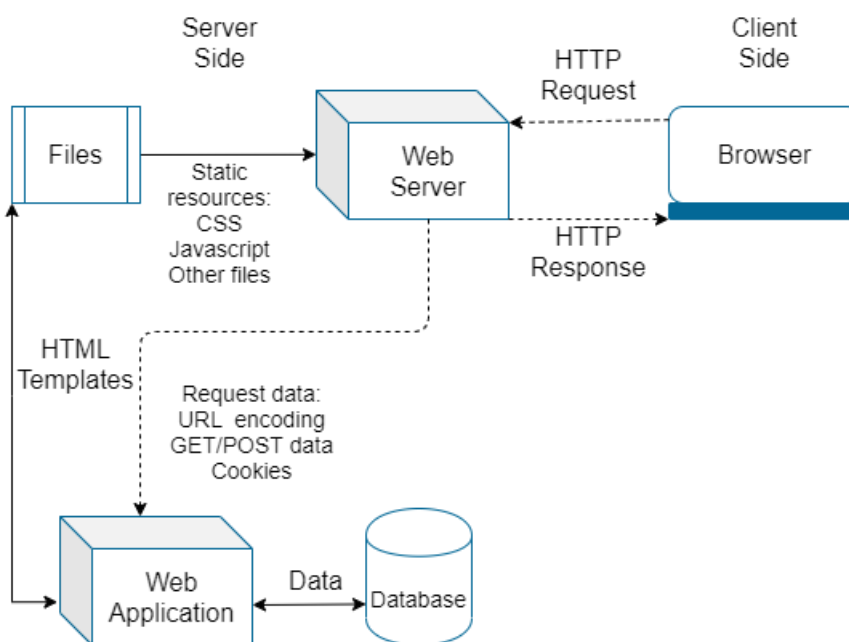 Server
Side
Client
Side
HTTP
Request
Files
Web
Server
Browser
Static
resources:
CSS
Javascript
Other files
HTTP
Response
HTML
Templates
Request data:
URL encoding
GET/POST data
Cookies
Web
Application
Data
Database